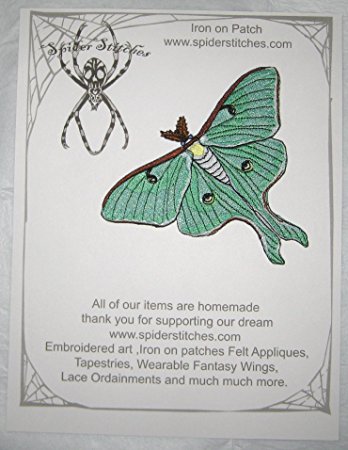 Iron on Patch
www.spiderstitches.com
Spider Stitches
All of our items are homemade
thank you for supporting our dream
www.spiderstitches.com
Embroidered art ,Iron on patches Felt Appliques,
Tapestries, Wearable Fantasy Wings,
Lace Ordainments and much much more.